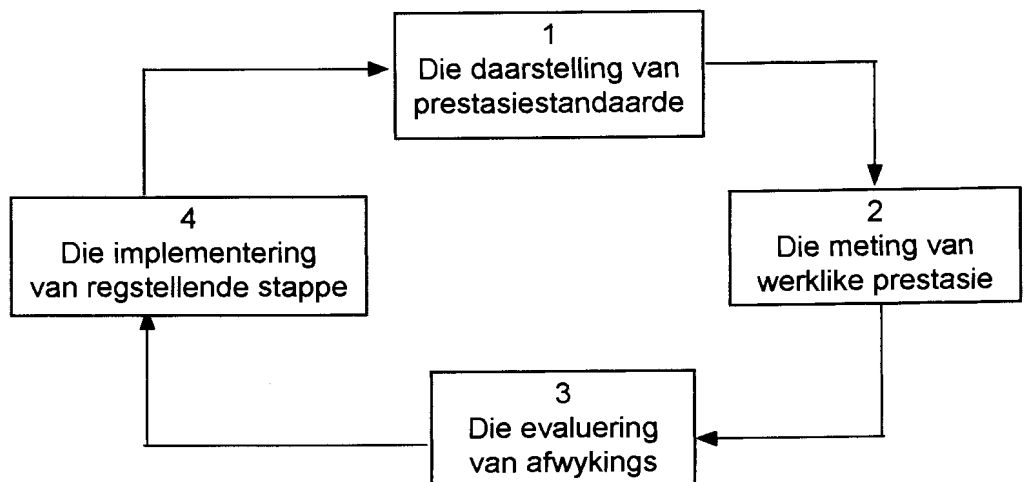 1
Die daarstelling van
prestasiestandaarde
2
Die meting van
werklike prestasie
3
Die evaluering
van afwykings
4
Die implementering
van regstellende stappe